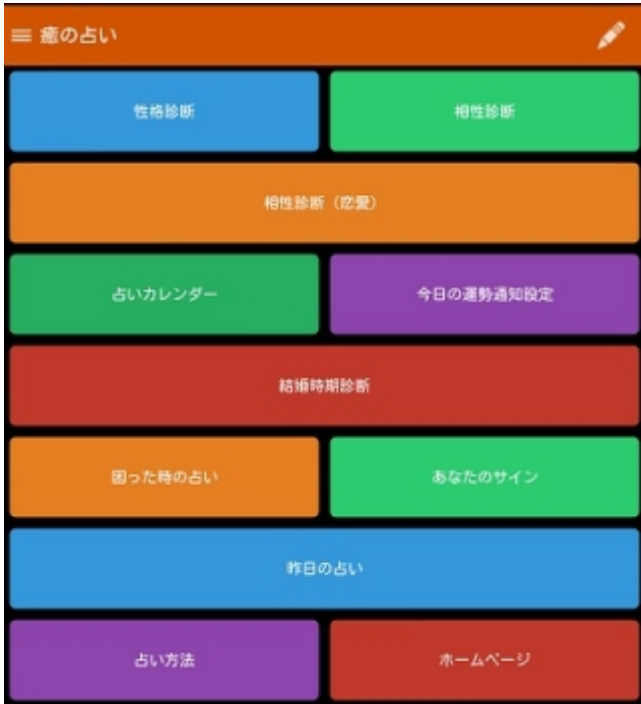 癒の占い
性格診断
相性診断
相性診断（恋愛）
占いカレンダー
今日の運勢通知設定
結婚時期診断
困った時の占い
あなたのサイン
昨日の占い
占い方法
ホームページ